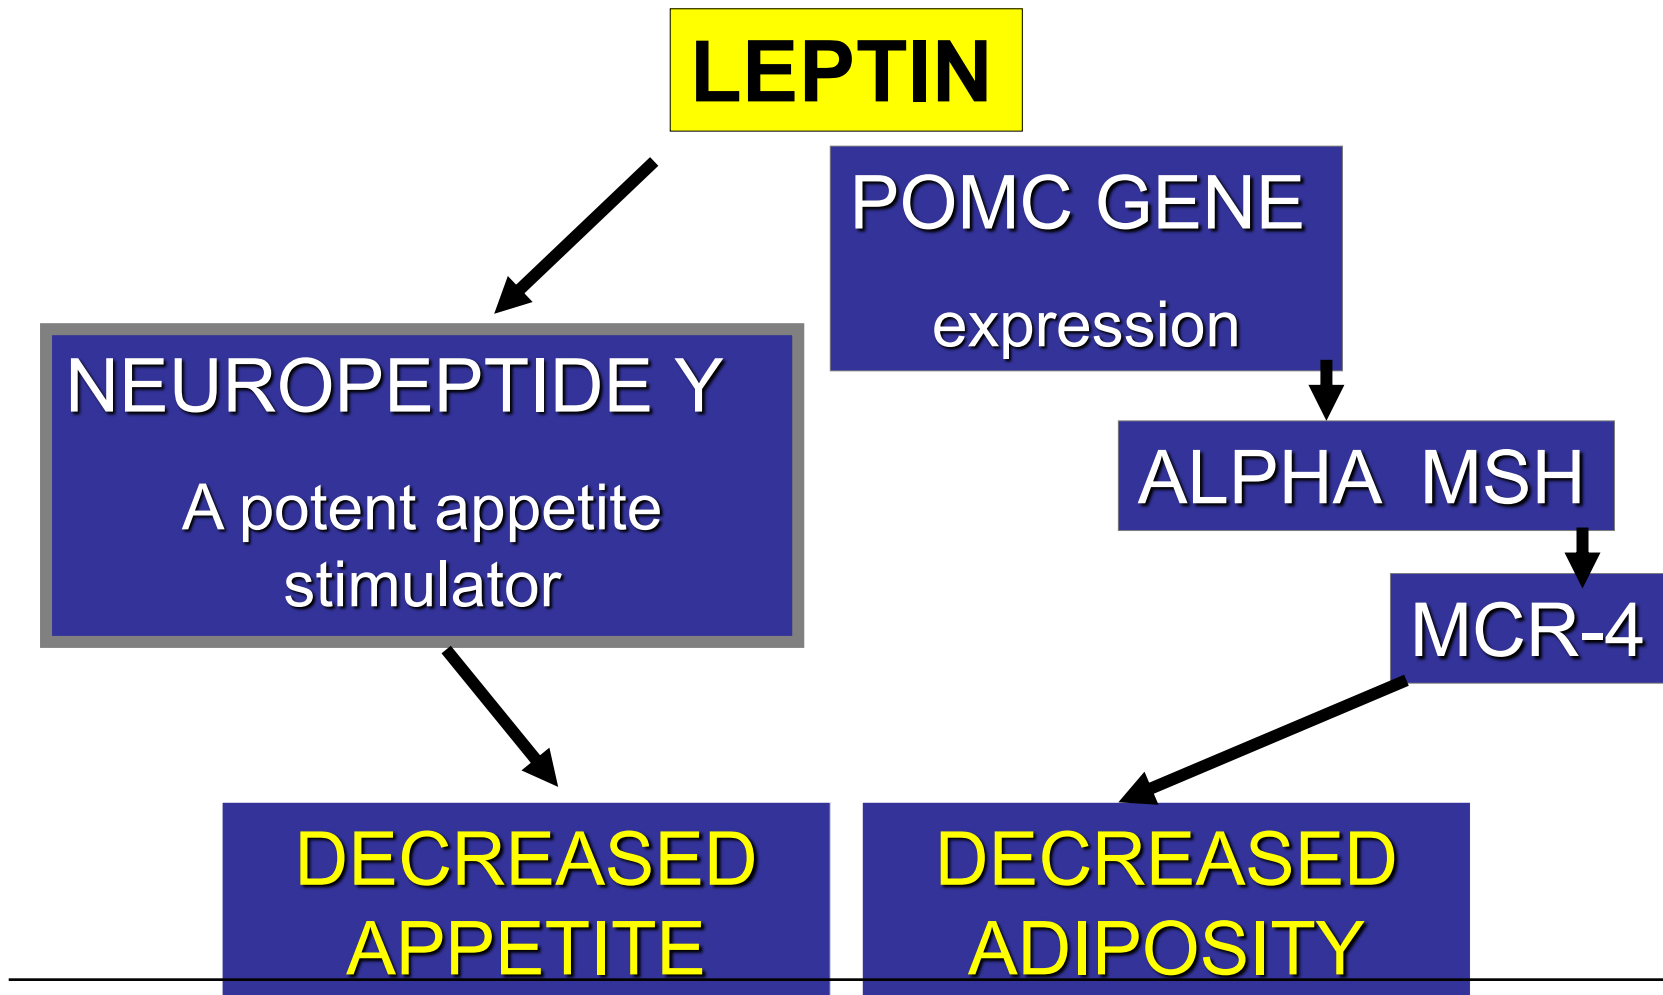 LEPTIN
POMC GENE
expression
NEUROPEPTIDE Y
A potent appetite
stimulator
ALPHA MSH
MCR-4
DECREASED
APPETITE
DECREASED
ADIPOSITY